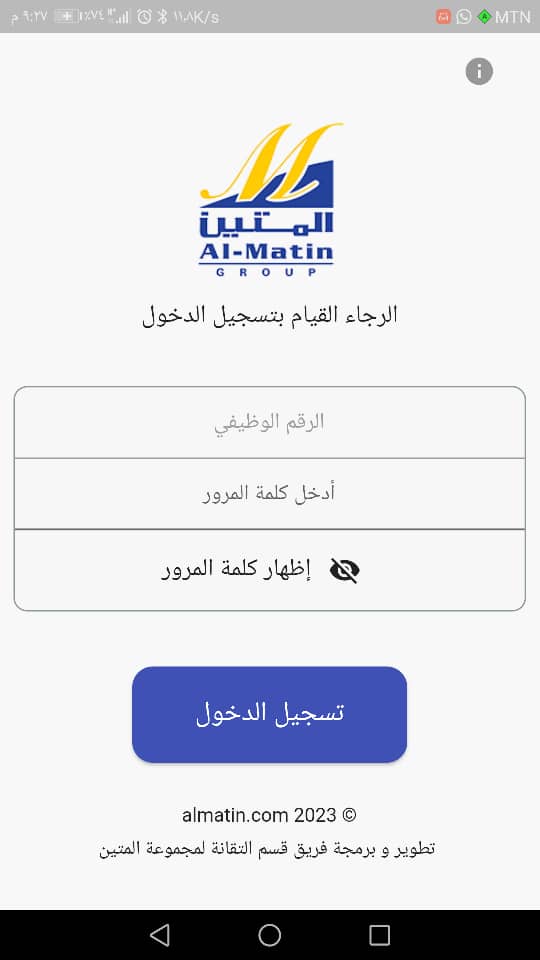 ٩:٢٧ م ٪٧٤ ١١٫٨K/s MTN
المتين
Al-Matin
GROUP
الرجاء القيام بتسجيل الدخول
الرقم الوظيفي
أدخل كلمة المرور
إظهار كلمة المرور
تسجيل الدخول
© 2023 almatin.com
تطوير و برمجة فريق قسم التقانة لمجموعة المتين